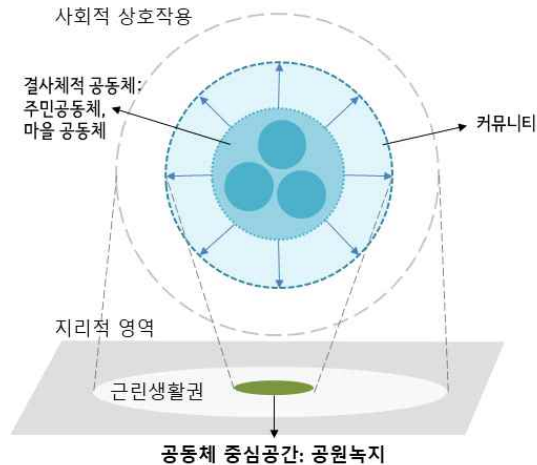 사회적 상호작용
결사체적 공동체:
주민공동체,
마을 공동체
커뮤니티
지리적 영역
근린생활권
공동체 중심공간: 공원녹지